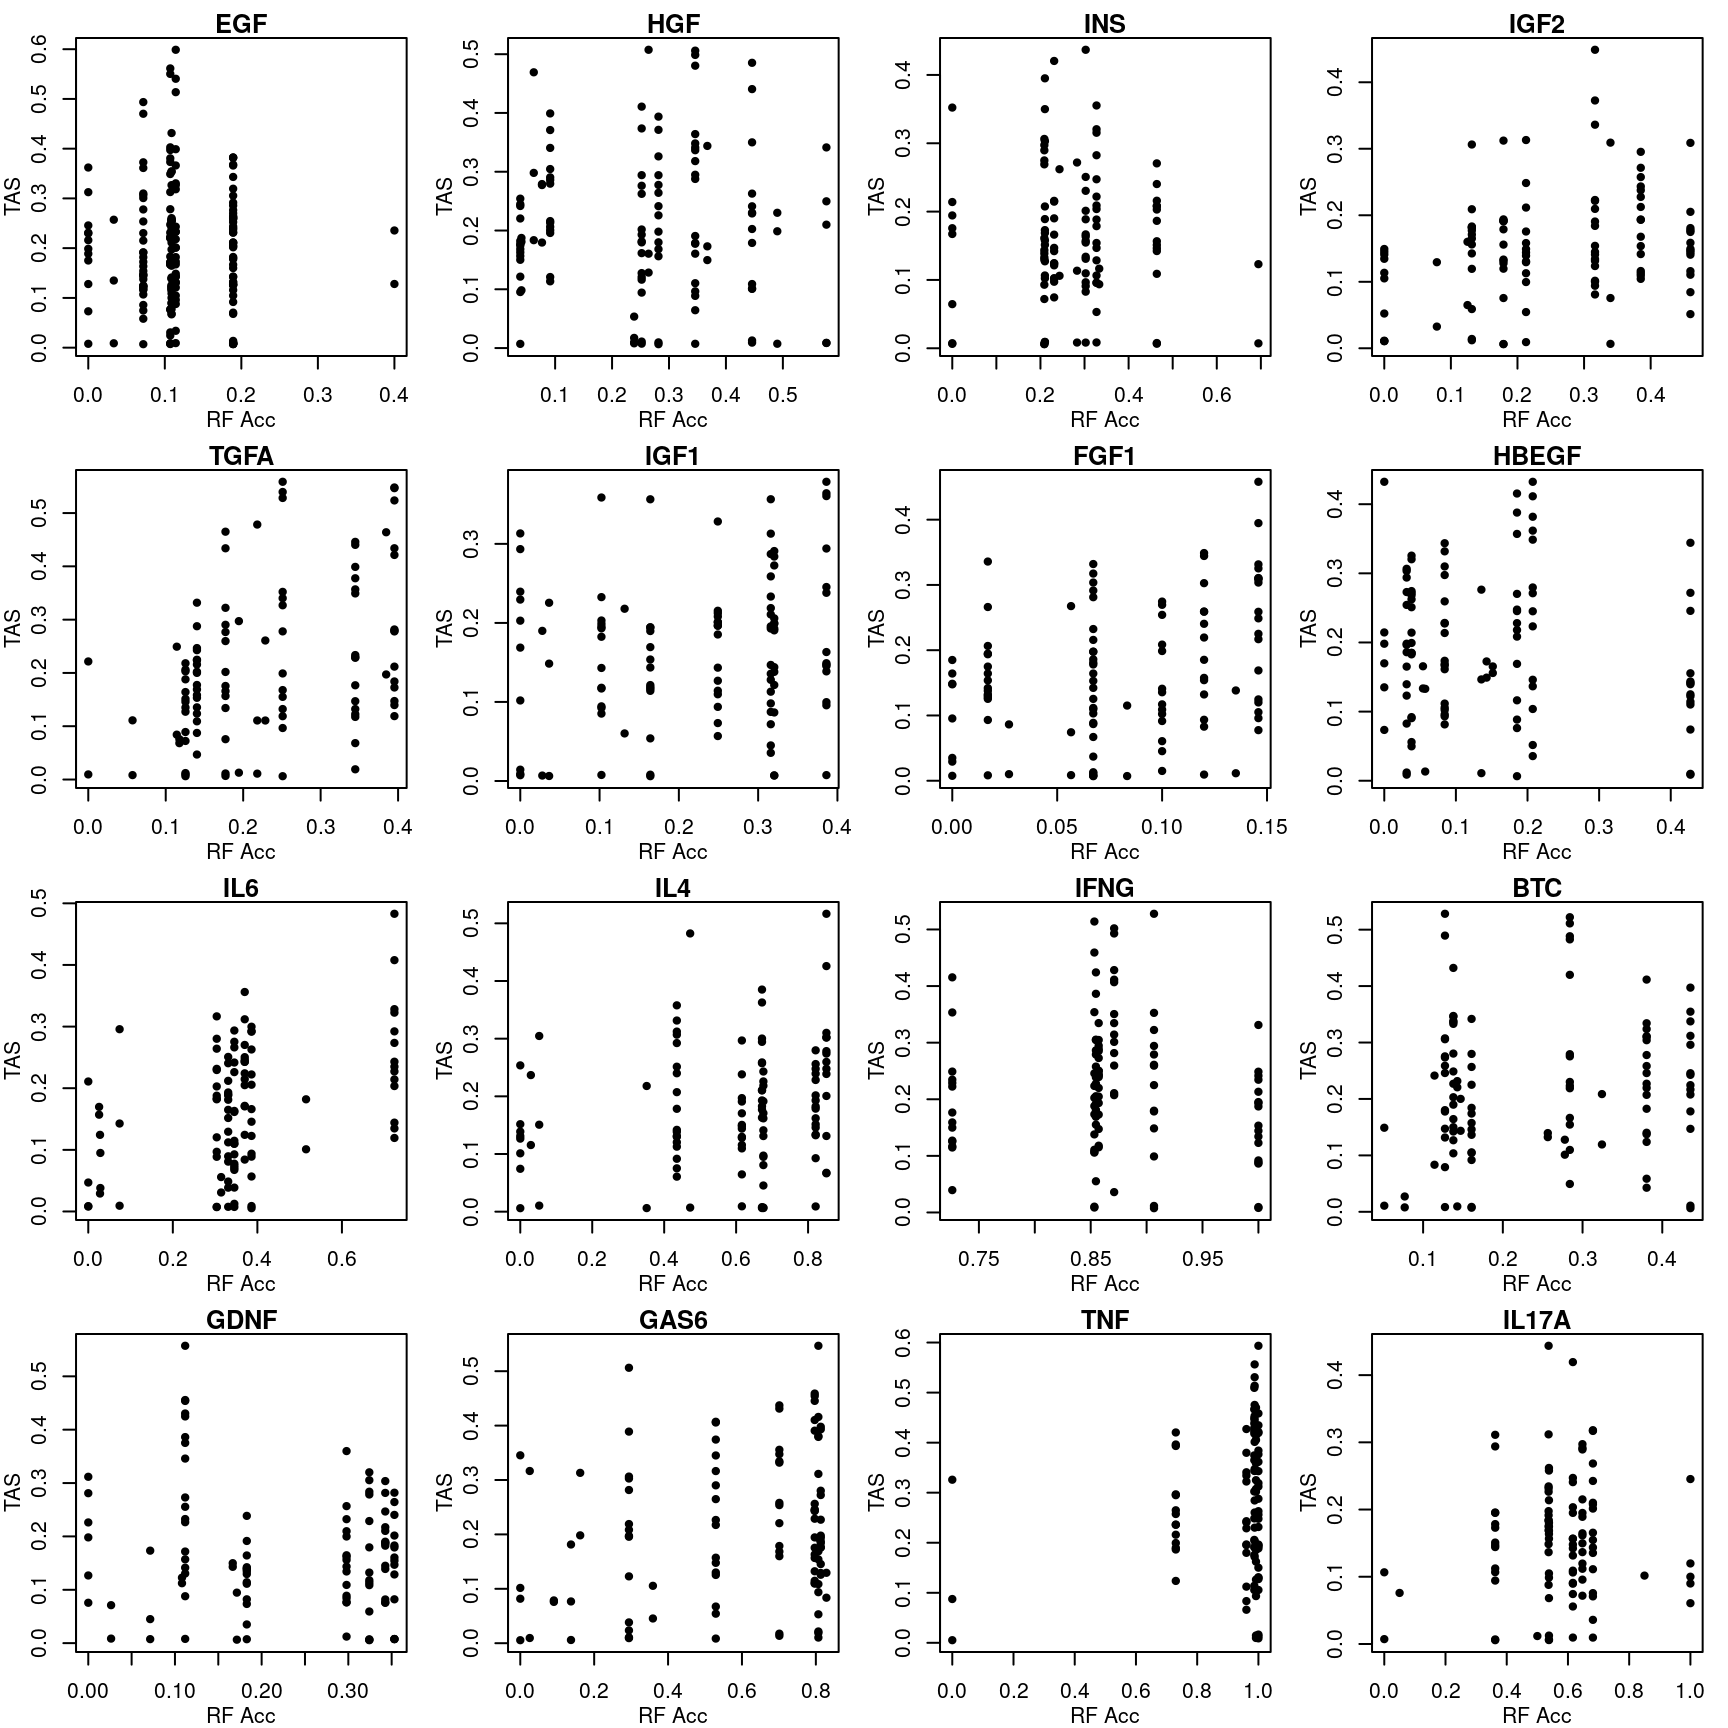 EGF HGF INS IGF2
TAS 0.0 0.1 0.2 0.3 0.4 0.5 0.6
TAS 0.0 0.1 0.2 0.3 0.4 0.5
TAS 0.0 0.1 0.2 0.3 0.4
TAS 0.0 0.1 0.2 0.3 0.4
0.0 0.1 0.2 0.3 0.4
0.1 0.2 0.3 0.4 0.5
0.0 0.2 0.4 0.6
0.0 0.1 0.2 0.3 0.4
RF Acc RF Acc RF Acc RF Acc
TGFA IGF1 FGF1 HBEGF
TAS 0.0 0.1 0.2 0.3 0.4 0.5
TAS 0.0 0.1 0.2 0.3
TAS 0.0 0.1 0.2 0.3 0.4
TAS 0.0 0.1 0.2 0.3 0.4
0.0 0.1 0.2 0.3 0.4
0.0 0.1 0.2 0.3 0.4
0.00 0.05 0.10 0.15
0.0 0.1 0.2 0.3 0.4
RF Acc RF Acc RF Acc RF Acc
IL6 IL4 IFNG BTC
TAS 0.0 0.1 0.2 0.3 0.4 0.5
TAS 0.0 0.1 0.2 0.3 0.4 0.5
TAS 0.0 0.1 0.2 0.3 0.4 0.5
TAS 0.0 0.1 0.2 0.3 0.4 0.5
0.0 0.2 0.4 0.6
0.0 0.2 0.4 0.6 0.8
0.75 0.85 0.95
0.1 0.2 0.3 0.4
RF Acc RF Acc RF Acc RF Acc
GDNF GAS6 TNF IL17A
TAS 0.0 0.1 0.2 0.3 0.4 0.5
TAS 0.0 0.1 0.2 0.3 0.4 0.5
TAS 0.0 0.1 0.2 0.3 0.4 0.5 0.6
TAS 0.0 0.1 0.2 0.3 0.4
0.00 0.10 0.20 0.30
0.0 0.2 0.4 0.6 0.8
0.0 0.2 0.4 0.6 0.8 1.0
0.0 0.2 0.4 0.6 0.8 1.0
RF Acc RF Acc RF Acc RF Acc